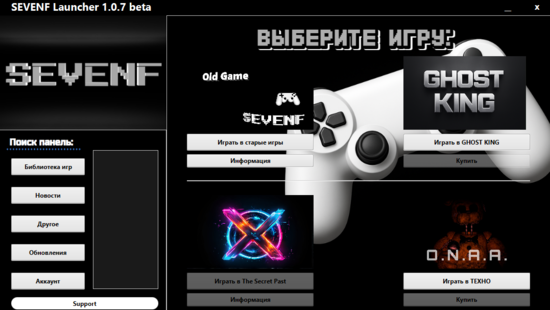 SEVENF Launcher 1.0.7 beta
_ x
SEVENF
ВЫБЕРИТЕ ИГРУ:
Old Game
SEVENF
GHOST
KING
Играть в старые игры
Играть в GHOST KING
Информация
Купить
Поиск панель:
Библиотека игр
Новости
Другое
Обновления
Аккаунт
Support
O.N.A.A.
Играть в The Secret Past
Играть в ТЕХНО
Информация
Купить